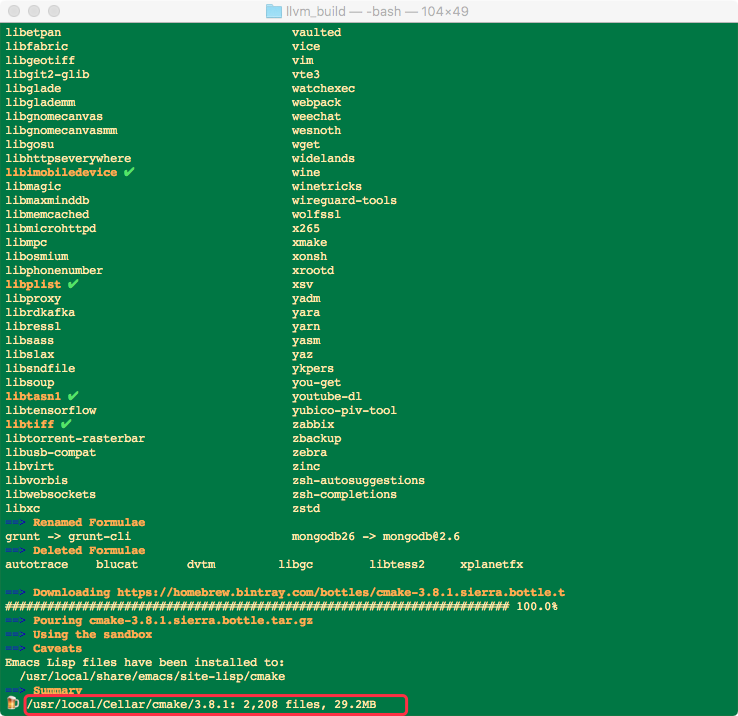 llvm_build — -bash — 104×49
libetpan vaulted
libfabric vice
libgeotiff vim
libgit2-glib vte3
libglade watchexec
libglademm webpack
libgnomecanvas weechat
libgnomecanvasmm wesnoth
libgosu wget
libhttpseverywhere widelands
libimobiledevice ✔ wine
libmagic winetricks
libmaxminddb wireguard-tools
libmemcached wolfssl
libmicrohttpd x265
libmpc xmake
libosmium xonsh
libphonenumber xrootd
libplist ✔ xsv
libproxy yadm
librdkafka yara
libressl yarn
libsass yasm
libslax yaz
libsndfile ykpers
libsoup you-get
libtasn1 ✔ youtube-dl
libtensorflow yubico-piv-tool
libtiff ✔ zabbix
libtorrent-rasterbar zbackup
libusb-compat zebra
libvirt zinc
libvorbis zsh-autosuggestions
libwebsockets zsh-completions
libxc zstd
==> Renamed Formulae
grunt -> grunt-cli mongodb26 -> mongodb@2.6
==> Deleted Formulae
autotrace blucat dvtm libgc libtess2 xplanetfx
==> Downloading https://homebrew.bintray.com/bottles/cmake-3.8.1.sierra.bottle.t
######################################################################## 100.0%
==> Pouring cmake-3.8.1.sierra.bottle.tar.gz
==> Using the sandbox
==> Caveats
Emacs Lisp files have been installed to:
/usr/local/share/emacs/site-lisp/cmake
==> Summary
🍺 /usr/local/Cellar/cmake/3.8.1: 2,208 files, 29.2MB